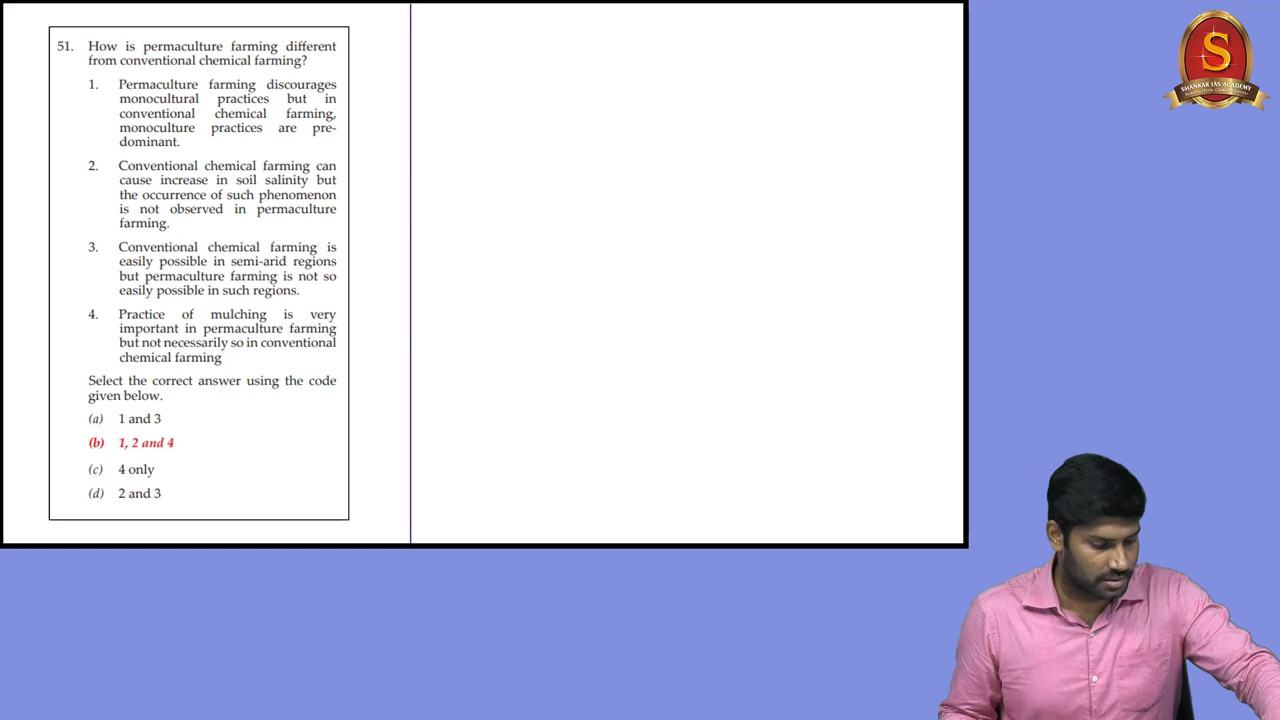 51. How is permaculture farming different
from conventional chemical farming?
1. Permaculture farming discourages
monocultural practices but in
conventional chemical farming,
monoculture practices are pre-
dominant.
2. Conventional chemical farming can
cause increase in soil salinity but
the occurrence of such phenomenon
is not observed in permaculture
farming.
3. Conventional chemical farming is
easily possible in semi-arid regions
but permaculture farming is not so
easily possible in such regions.
4. Practice of mulching is very
important in permaculture farming
but not necessarily so in conventional
chemical farming
Select the correct answer using the code
given below.
(a) 1 and 3
(b) 1, 2 and 4
(c) 4 only
(d) 2 and 3
S
SHANKAR IAS ACADEMY